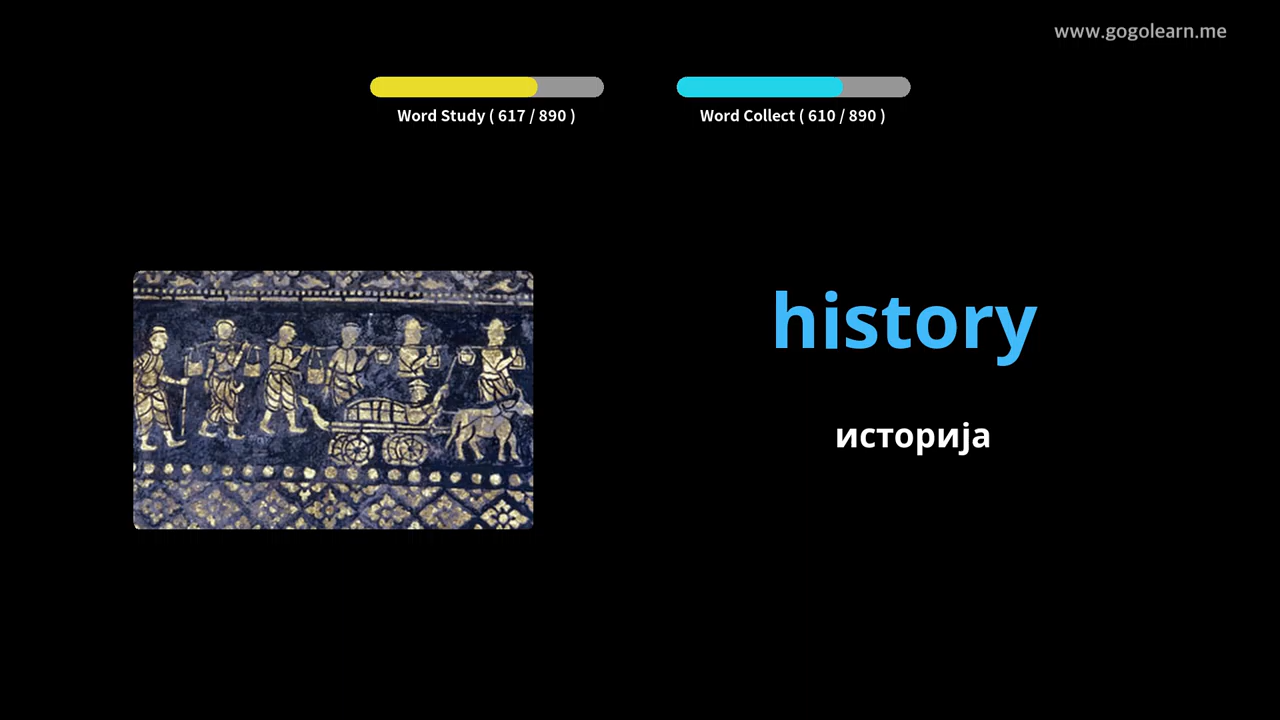 www.gogolearn.me
Word Study ( 617 / 890 )
Word Collect ( 610 / 890 )
history
историја